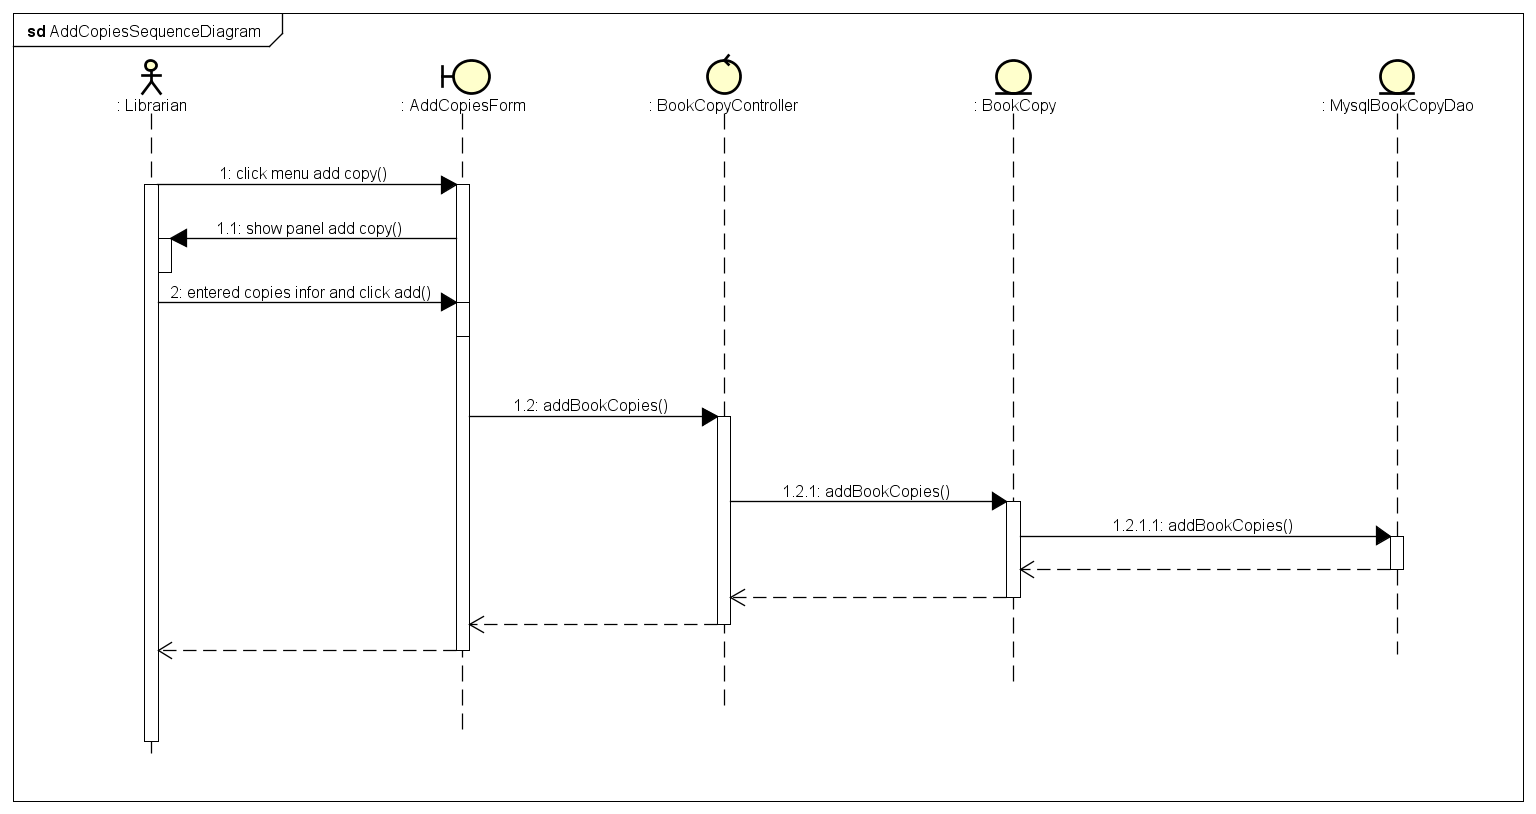 sd AddCopiesSequenceDiagram
: Librarian
: AddCopiesForm
: BookCopyController
: BookCopy
: MysqlBookCopyDao
1: click menu add copy()
1.1: show panel add copy()
2: entered copies infor and click add()
1.2: addBookCopies()
1.2.1: addBookCopies()
1.2.1.1: addBookCopies()